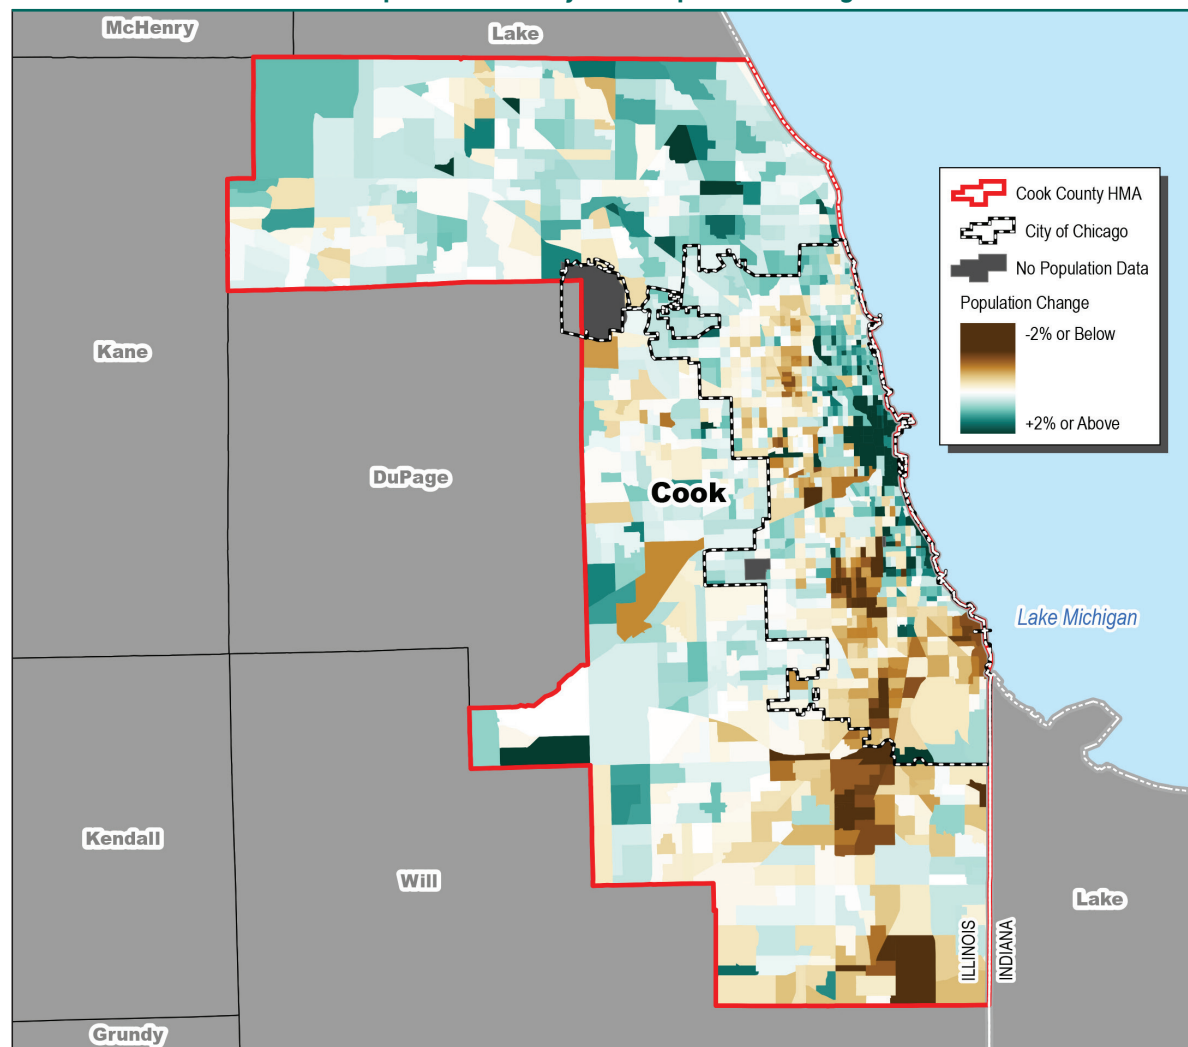 McHenry
Lake
Cook County HMA
City of Chicago
No Population Data
Population Change
-2% or Below
+2% or Above
Kane
DuPage
Cook
Lake Michigan
Kendall
Will
Lake
ILLINOIS
INDIANA
Grundy